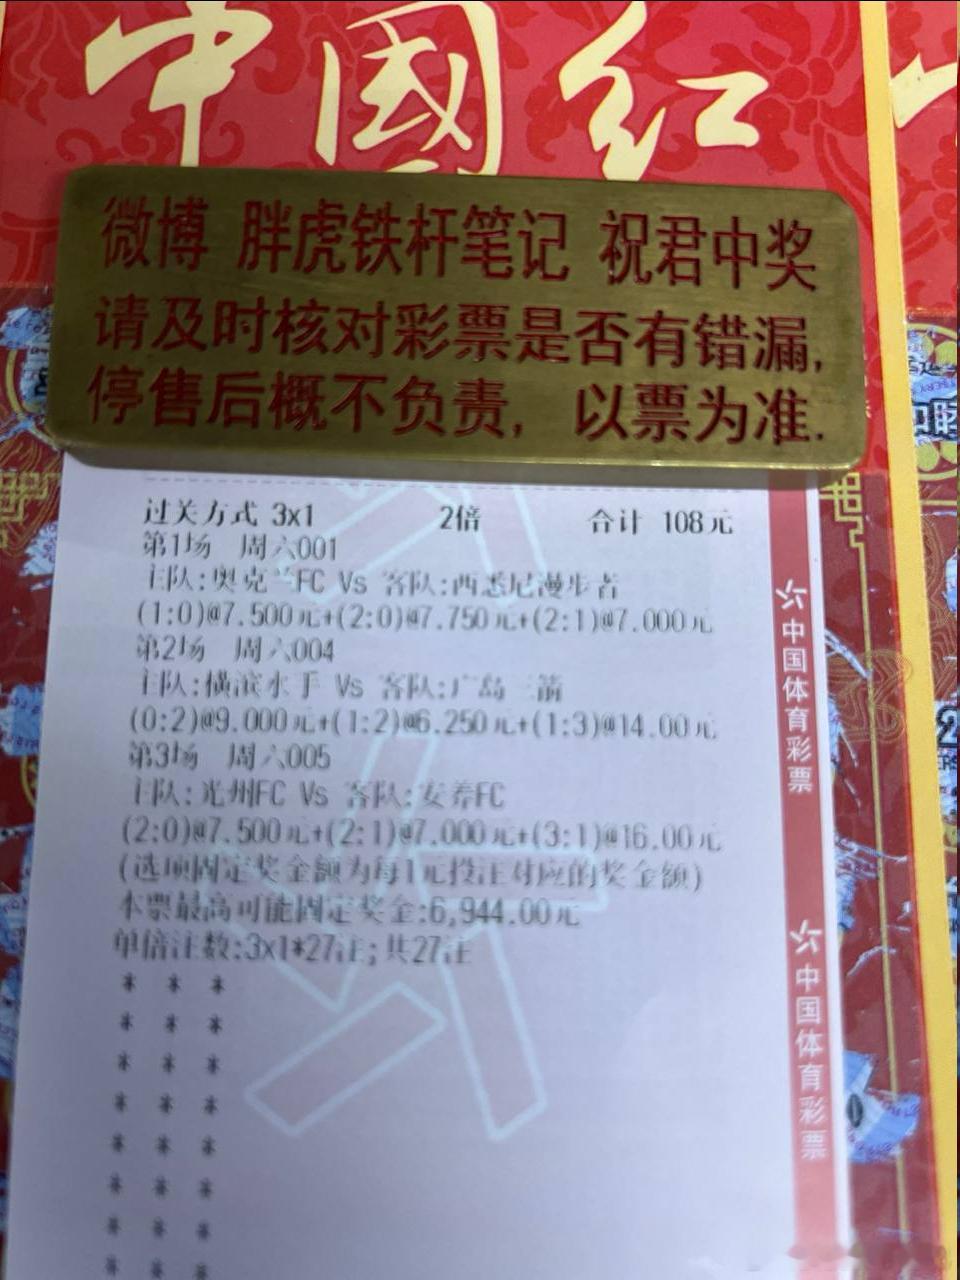 中國红
微博 胖虎铁杆笔记 祝君中奖
请及时核对彩票是否有错漏,
停售后概不负责, 以票为准.
过关方式 3x1 2倍 合计 108元
第1场 周六001
主队:奥克兰FC Vs 客队:西悉尼漫步者
(1:0)@7.500元+(2:0)@7.750元+(2:1)@7.000元
第2场 周六004
主队:横滨水手 Vs 客队:广岛三箭
(0:2)@9.000元+(1:2)@6.250元+(1:3)@14.00元
第3场 周六005
主队:光州FC Vs 客队:安养FC
(2:0)@7.500元+(2:1)@7.000元+(3:1)@16.00元
(选项固定奖金额为每1元投注对应的奖金额)
本票最高可能固定奖金:6,944.00元
单倍注数:3x1*27注;共27注
中国体育彩票
中国体育彩票